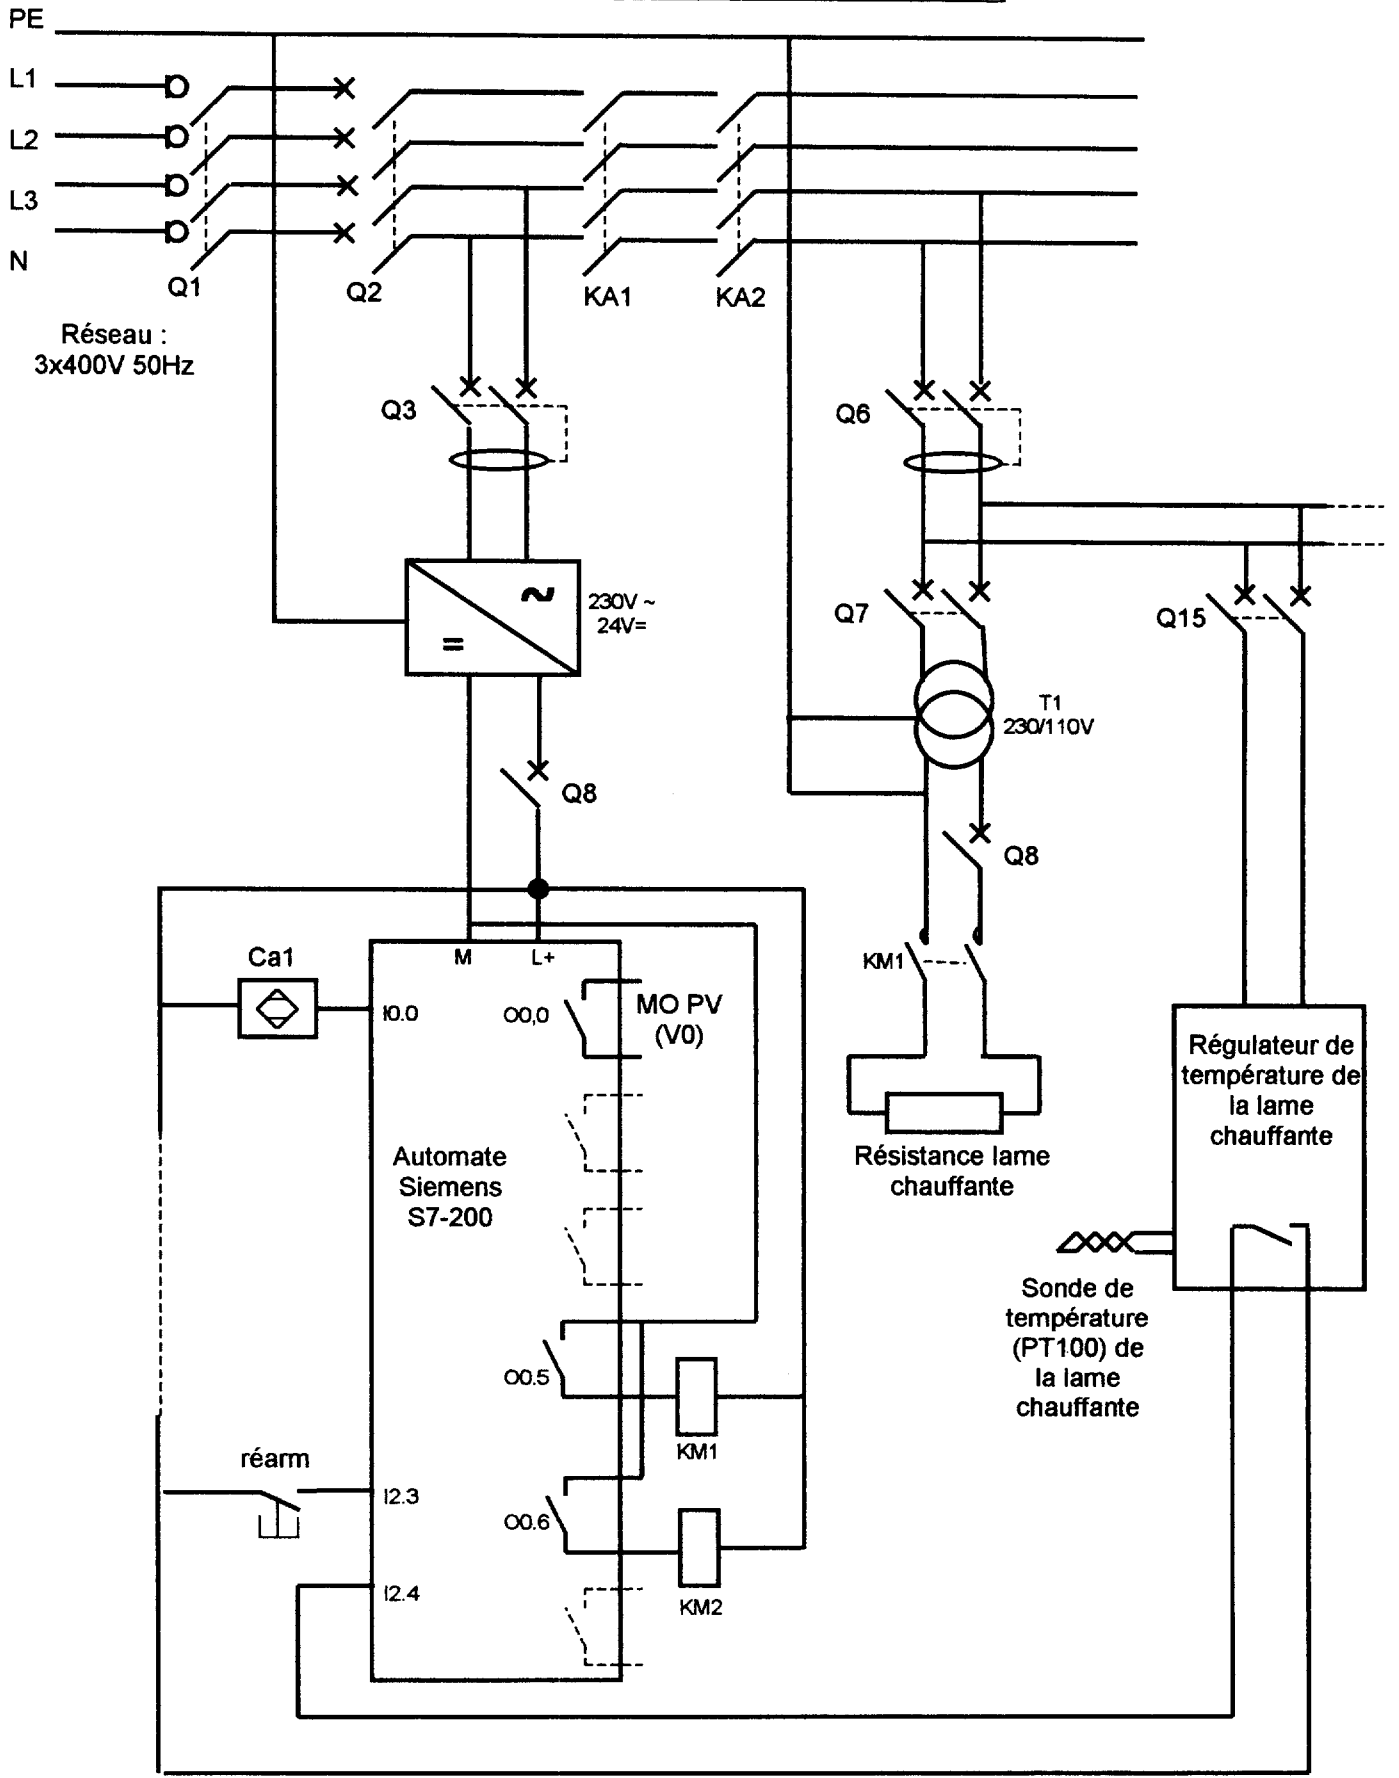 PE
L1
L2
L3
N
Q1
Q2
KA1
KA2
Réseau :
3x400V 50Hz
Q3
Q6
230V ~
24V=
~
=
Q7
Q15
T1
230/110V
Q8
Q8
M
L+
Ca1
I0.0
O0,0
MO PV
(V0)
KM1
Régulateur de
température de
la lame
chauffante
Automate
Siemens
S7-200
Résistance lame
chauffante
Sonde de
température
(PT100) de
la lame
chauffante
O0.5
KM1
réarm
I2.3
O0.6
KM2
I2.4